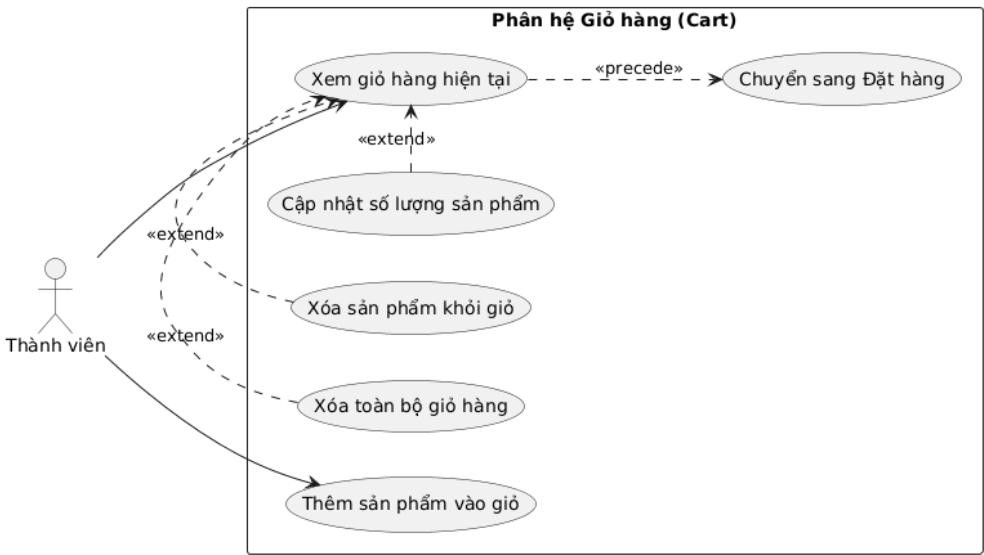 Phân hệ Giỏ hàng (Cart)
Xem giỏ hàng hiện tại
«precede»
Chuyển sang Đặt hàng
«extend»
Cập nhật số lượng sản phẩm
«extend»
Xóa sản phẩm khỏi giỏ
Thành viên
«extend»
Xóa toàn bộ giỏ hàng
Thêm sản phẩm vào giỏ